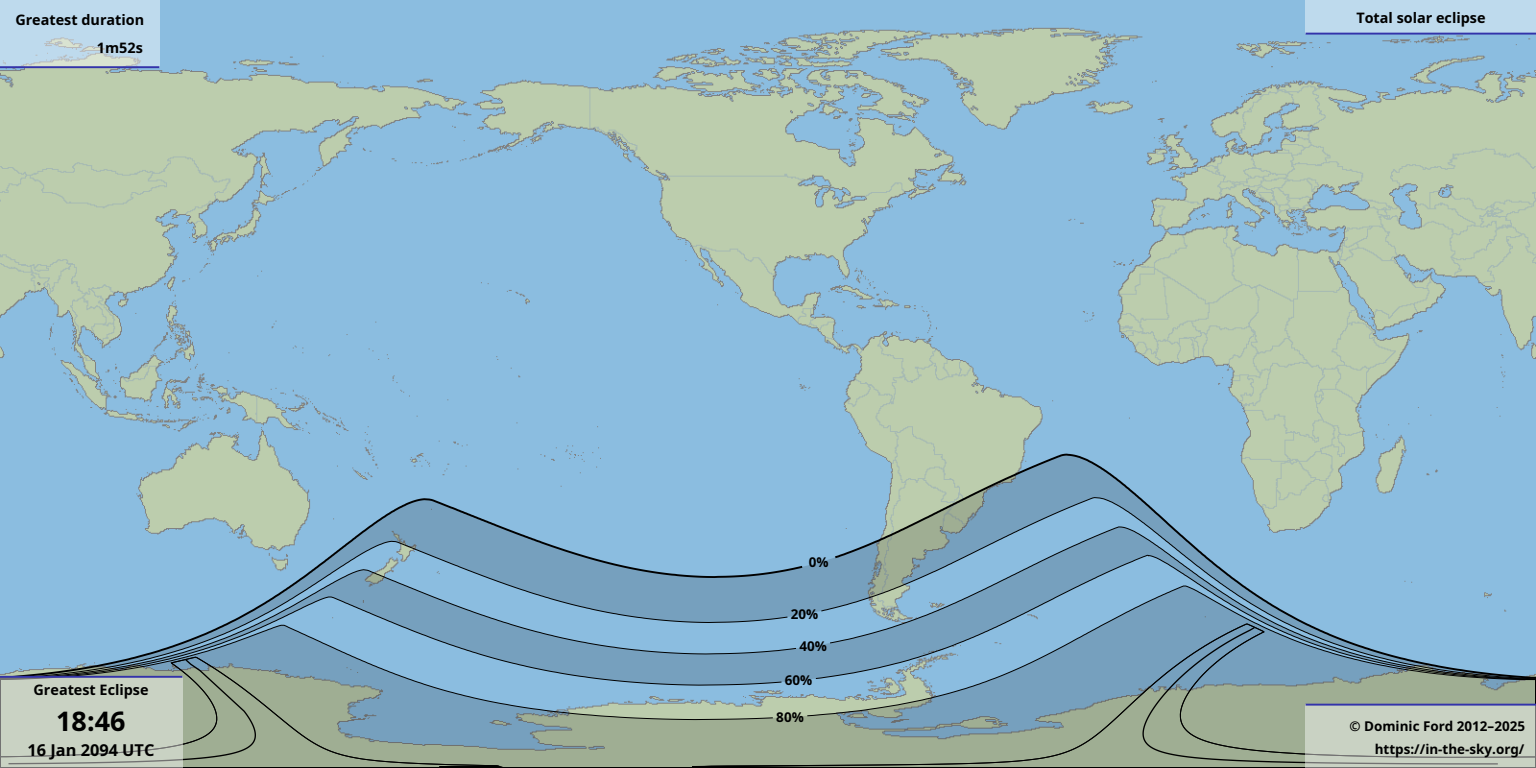 Greatest duration
1m52s
Total solar eclipse
0%
20%
40%
60%
80%
Greatest Eclipse
18:46
16 Jan 2094 UTC
© Dominic Ford 2012–2025
https://in-the-sky.org/